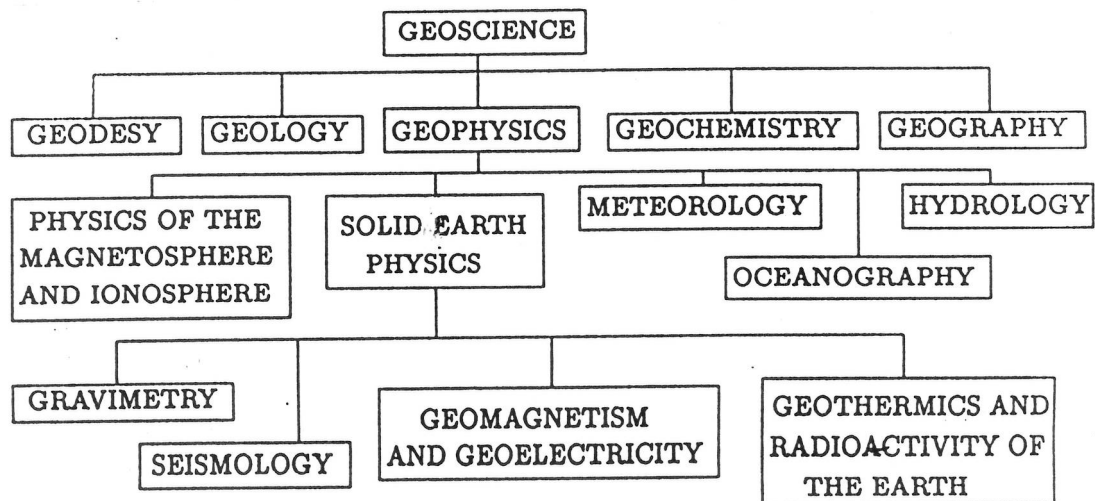 GEOSCIENCE
GEODESY
GEOLOGY
GEOPHYSICS
GEOCHEMISTRY
GEOGRAPHY
PHYSICS OF THE
MAGNETOSPHERE
AND IONOSPHERE
SOLID EARTH
PHYSICS
METEOROLOGY
OCEANOGRAPHY
HYDROLOGY
GRAVIMETRY
SEISMOLOGY
GEOMAGNETISM
AND GEOELECTRICITY
GEOTHERMICS AND
RADIOACTIVITY OF
THE EARTH